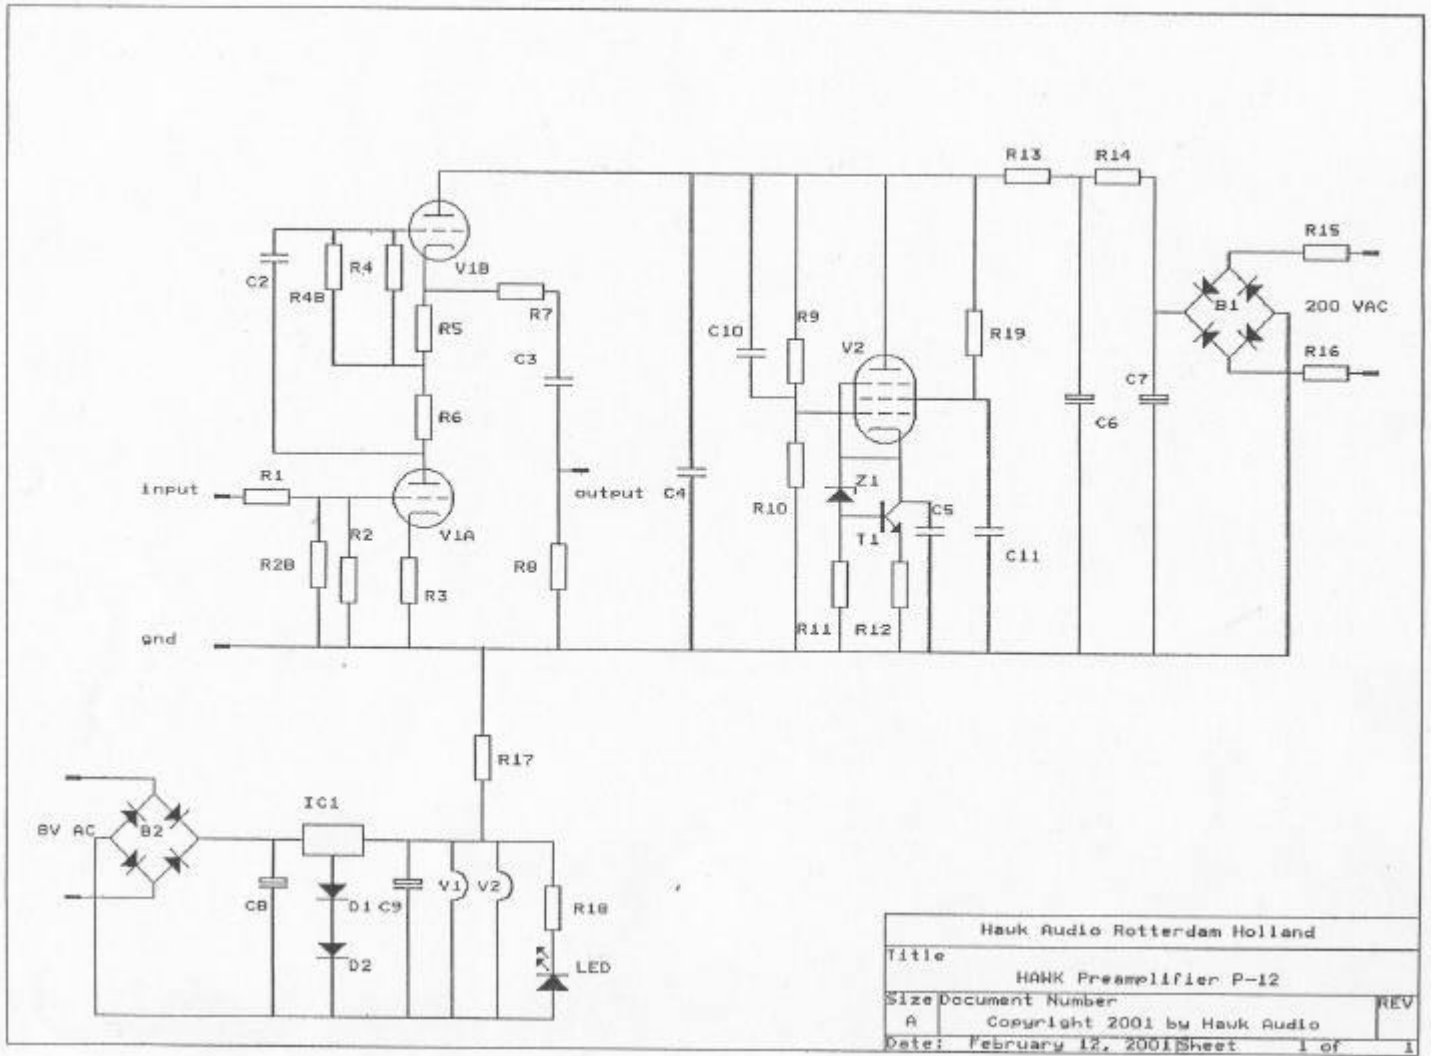 R13
R14
R15
V1B
C2
R4
R4B
R7
B1
200 VAC
R5
C10
R9
R19
V2
R16
C3
C7
R6
C6
R1
input
output
C4
Z1
R10
C5
R2
V1A
T1
C11
R2B
R8
R3
R11
R12
gnd
R17
IC1
8V AC
B2
C8
D1
C9
V1
V2
R18
D2
LED
Hawk Audio Rotterdam Holland
Title
HAWK Preamplifier P-12
Size
Document Number
REV
A
Copyright 2001 by Hawk Audio
Date:
February 12, 2001
Sheet
1 of
1